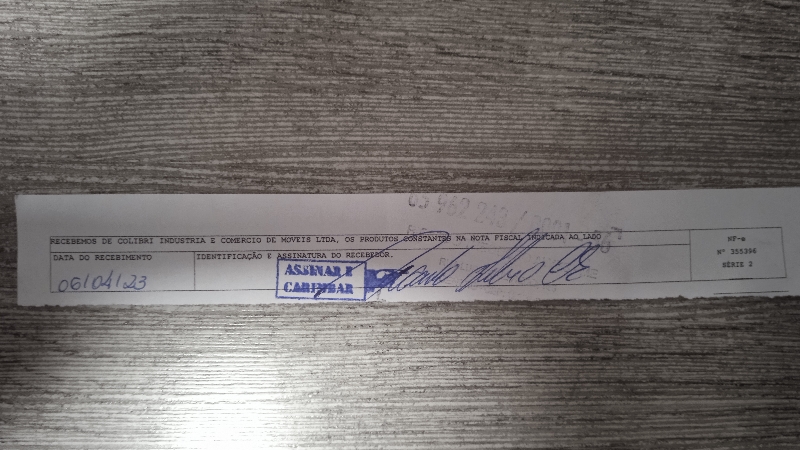 RECEBEMOS DE COLIBRI INDUSTRIA E COMERCIO DE MOVEIS LTDA, OS PRODUTOS CONSTANTES NA NOTA FISCAL INDICADA AO LADO
DATA DO RECEBIMENTO
06/04/23
IDENTIFICAÇÃO E ASSINATURA DO RECEBEDOR.
ASSINAR E
CARIMBAR
NF-e
Nº 355396
SÉRIE 2